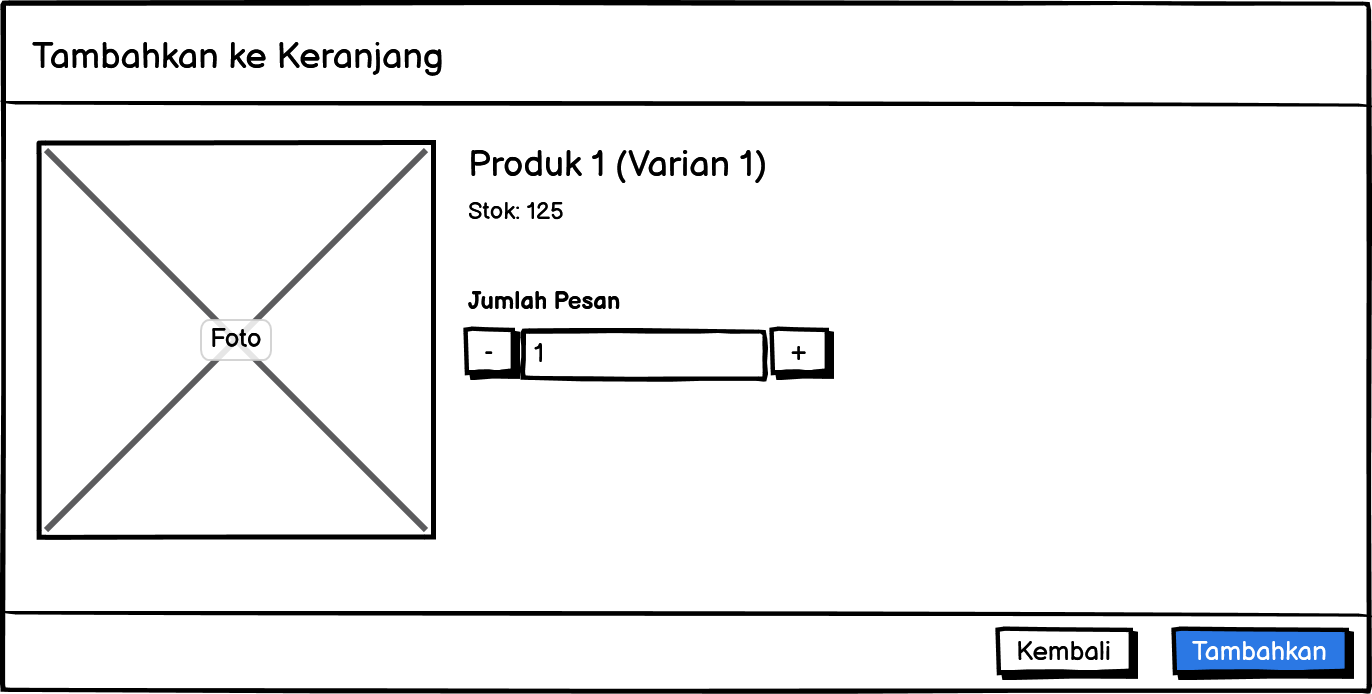 Tambahkan ke Keranjang
Produk 1 (Varian 1)
Stok: 125
Foto
Jumlah Pesan
- 1 +
Kembali Tambahkan